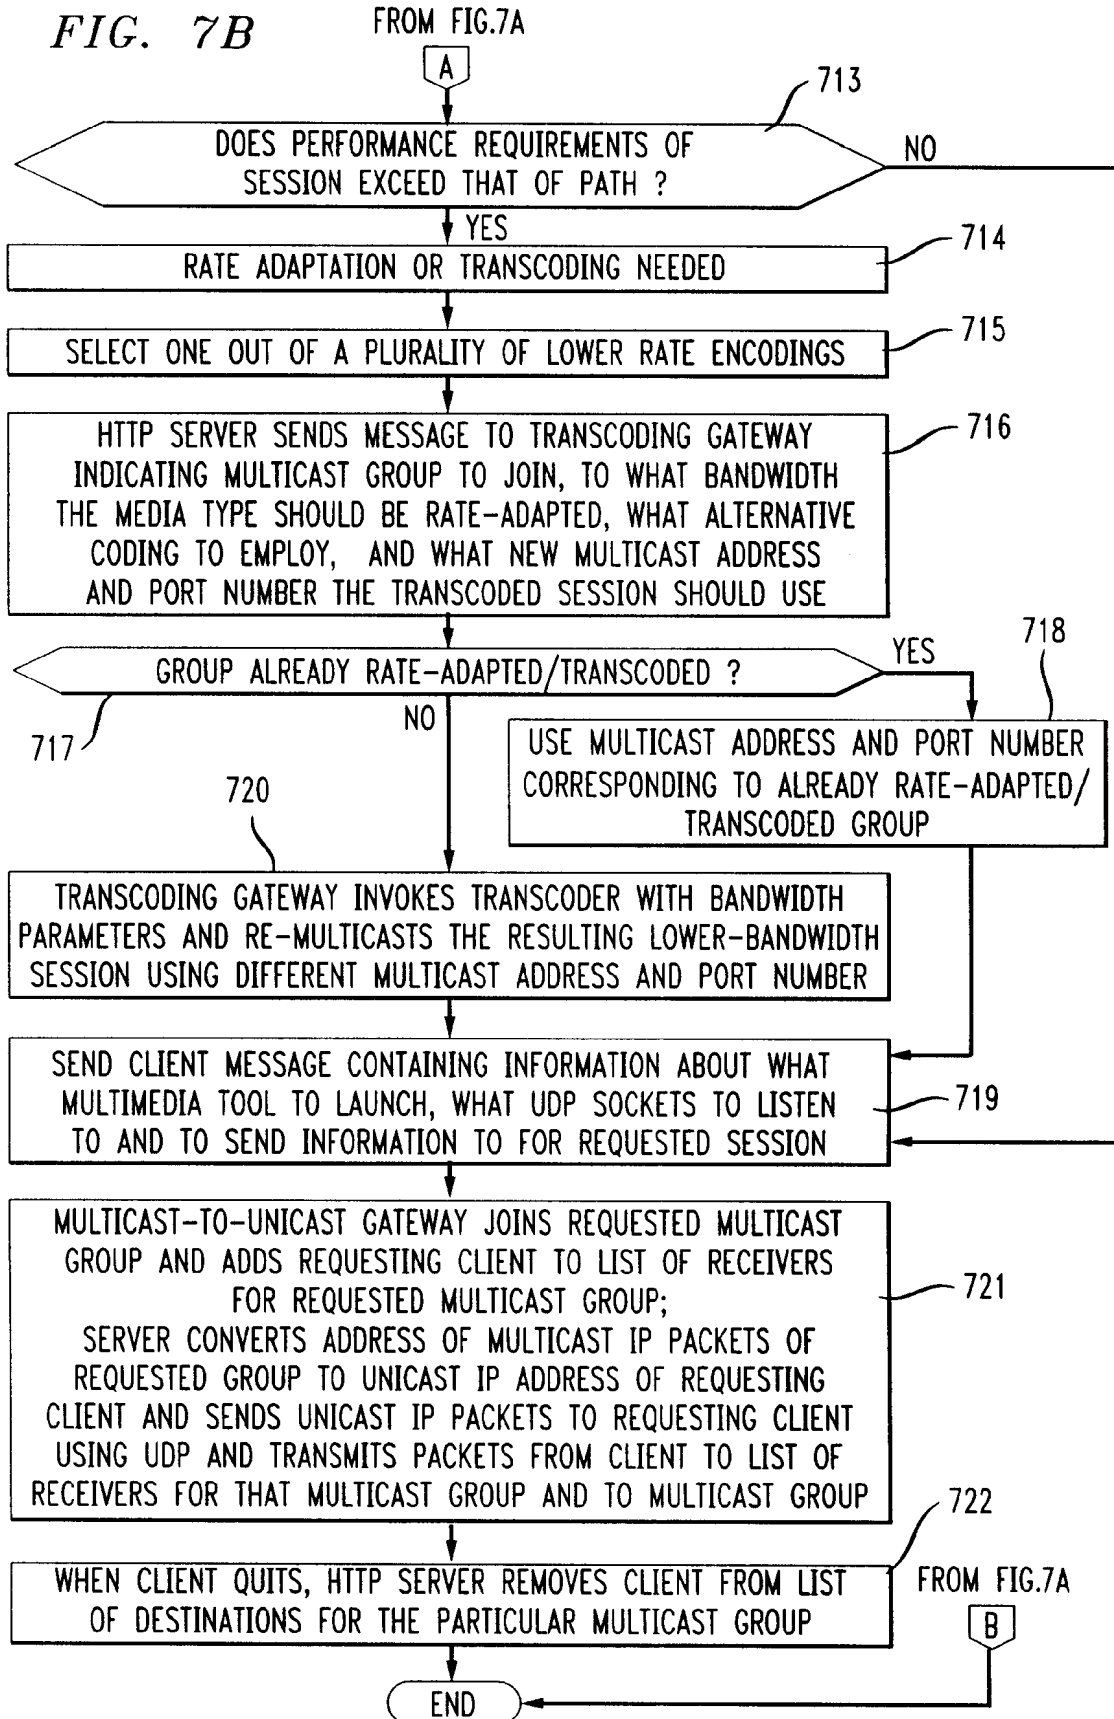 FIG. 7B
FROM FIG.7A
A
713
DOES PERFORMANCE REQUIREMENTS OF
SESSION EXCEED THAT OF PATH ?
NO
YES
714
RATE ADAPTATION OR TRANSCODING NEEDED
715
SELECT ONE OUT OF A PLURALITY OF LOWER RATE ENCODINGS
716
HTTP SERVER SENDS MESSAGE TO TRANSCODING GATEWAY
INDICATING MULTICAST GROUP TO JOIN, TO WHAT BANDWIDTH
THE MEDIA TYPE SHOULD BE RATE-ADAPTED, WHAT ALTERNATIVE
CODING TO EMPLOY, AND WHAT NEW MULTICAST ADDRESS
AND PORT NUMBER THE TRANSCODED SESSION SHOULD USE
GROUP ALREADY RATE-ADAPTED/TRANSCODED ?
YES
718
717
NO
USE MULTICAST ADDRESS AND PORT NUMBER
CORRESPONDING TO ALREADY RATE-ADAPTED/
TRANSCODED GROUP
720
TRANSCODING GATEWAY INVOKES TRANSCODER WITH BANDWIDTH
PARAMETERS AND RE-MULTICASTS THE RESULTING LOWER-BANDWIDTH
SESSION USING DIFFERENT MULTICAST ADDRESS AND PORT NUMBER
SEND CLIENT MESSAGE CONTAINING INFORMATION ABOUT WHAT
MULTIMEDIA TOOL TO LAUNCH, WHAT UDP SOCKETS TO LISTEN
TO AND TO SEND INFORMATION TO FOR REQUESTED SESSION
719
MULTICAST-TO-UNICAST GATEWAY JOINS REQUESTED MULTICAST
GROUP AND ADDS REQUESTING CLIENT TO LIST OF RECEIVERS
FOR REQUESTED MULTICAST GROUP;
SERVER CONVERTS ADDRESS OF MULTICAST IP PACKETS OF
REQUESTED GROUP TO UNICAST IP ADDRESS OF REQUESTING
CLIENT AND SENDS UNICAST IP PACKETS TO REQUESTING CLIENT
USING UDP AND TRANSMITS PACKETS FROM CLIENT TO LIST OF
RECEIVERS FOR THAT MULTICAST GROUP AND TO MULTICAST GROUP
721
722
WHEN CLIENT QUITS, HTTP SERVER REMOVES CLIENT FROM LIST
OF DESTINATIONS FOR THE PARTICULAR MULTICAST GROUP
FROM FIG.7A
B
END